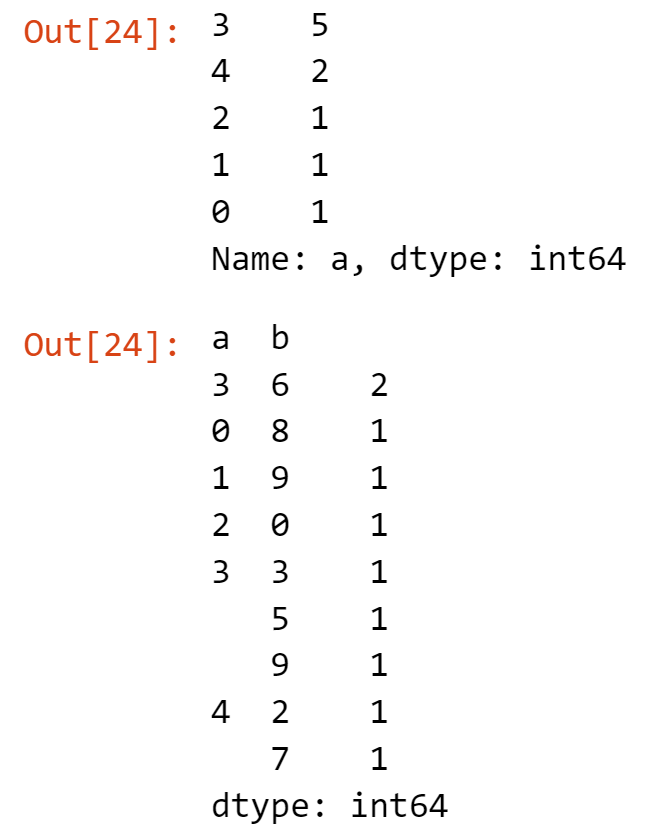 Out[24]: 3    5
         4    2
         2    1
         1    1
         0    1
         Name: a, dtype: int64
Out[24]: a  b
         3  6    2
         0  8    1
         1  9    1
         2  0    1
         3  3    1
            5    1
            9    1
         4  2    1
            7    1
         dtype: int64